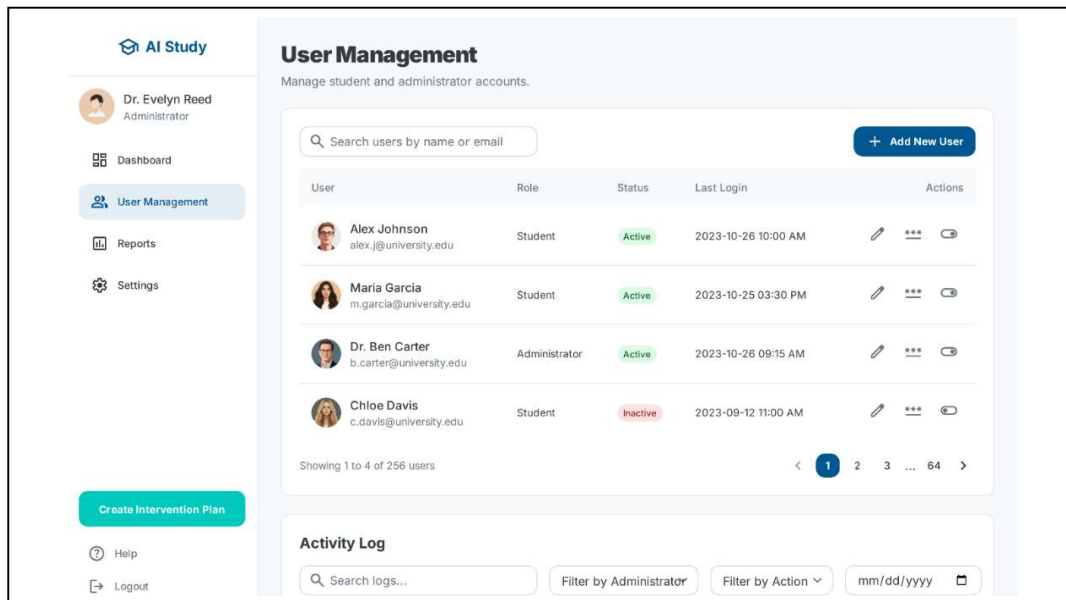 AI Study
Dr. Evelyn Reed
Administrator
Dashboard
User Management
Reports
Settings
Create Intervention Plan
Help
Logout
User Management
Manage student and administrator accounts.
Search users by name or email
+ Add New User
User Role Status Last Login Actions
Alex Johnson
alex.j@university.edu
Student Active 2023-10-26 10:00 AM
Maria Garcia
m.garcia@university.edu
Student Active 2023-10-25 03:30 PM
Dr. Ben Carter
b.carter@university.edu
Administrator Active 2023-10-26 09:15 AM
Chloe Davis
c.davis@university.edu
Student Inactive 2023-09-12 11:00 AM
Showing 1 to 4 of 256 users
< 1 2 3 ... 64 >
Activity Log
Search logs... Filter by Administrator Filter by Action mm/dd/yyyy